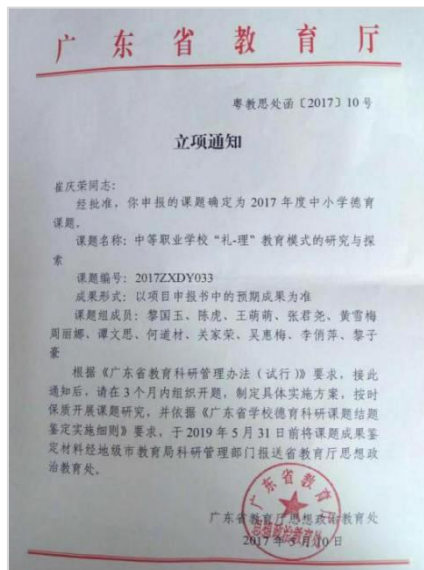 广东省教育厅
粤教思处函〔2017〕10号
立项通知
崔庆荣同志：
经批准，你申报的课题确定为2017年度中小学德育
课题。
课题名称：中等职业学校“礼-理”教育模式的研究与探
索
课题编号：2017ZXDY033
成果形式：以项目申报书中的预期成果为准
课题组成员：黎国玉、陈虎、王萌萌、张君尧、黄雪梅
周丽娜、谭文思、何道材、关家荣、吴惠梅、李俏萍、黎子
豪
根据《广东省教育科研管理办法（试行）》要求，接此
通知后，请在3个月内组织开题，制定具体实施方案，按时
保质开展课题研究，并依据《广东省学校德育科研课题结题
鉴定实施细则》要求，于2019年5月31日前将课题成果鉴
定材料经地级市教育局科研管理部门报送省教育厅思想政
治教育处。
广东省教育厅思想政治教育处
2017年5月10日
广东省教育厅
思想政治教育处